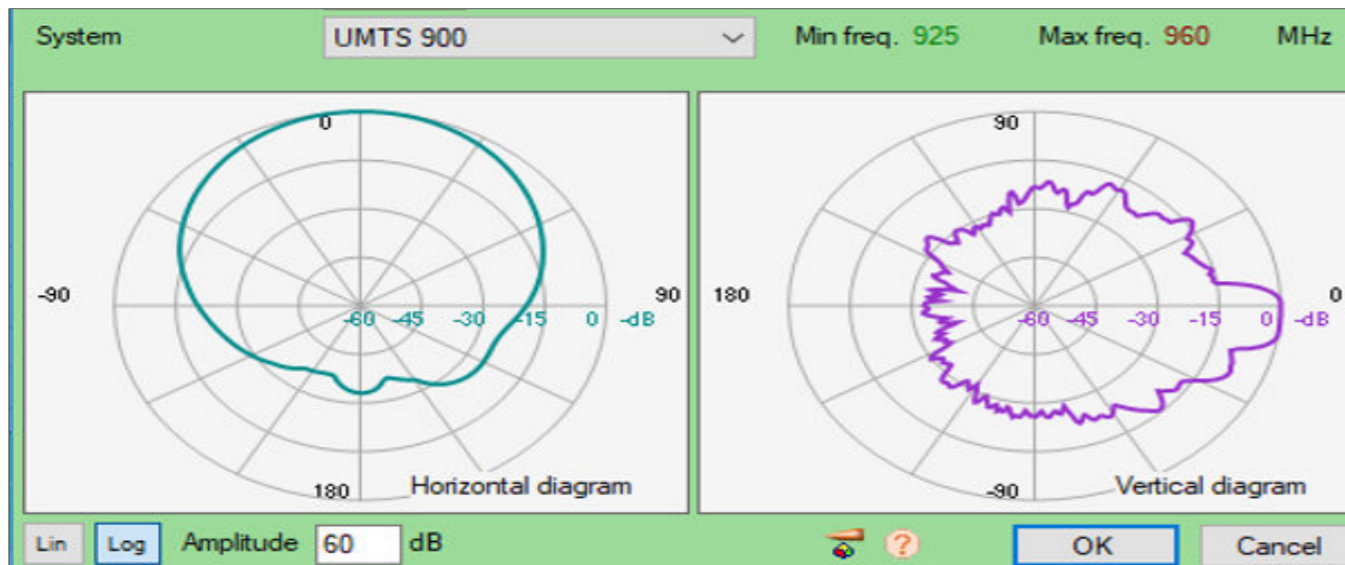 System UMTS 900 Min freq. 925 Max freq. 960 MHz
0
-90 90
-60 -45 -30 -15 0 -dB
180 Horizontal diagram
90
180 0
-60 -45 -30 -15 0 -dB
-90 Vertical diagram
Lin Log Amplitude 60 dB ? OK Cancel